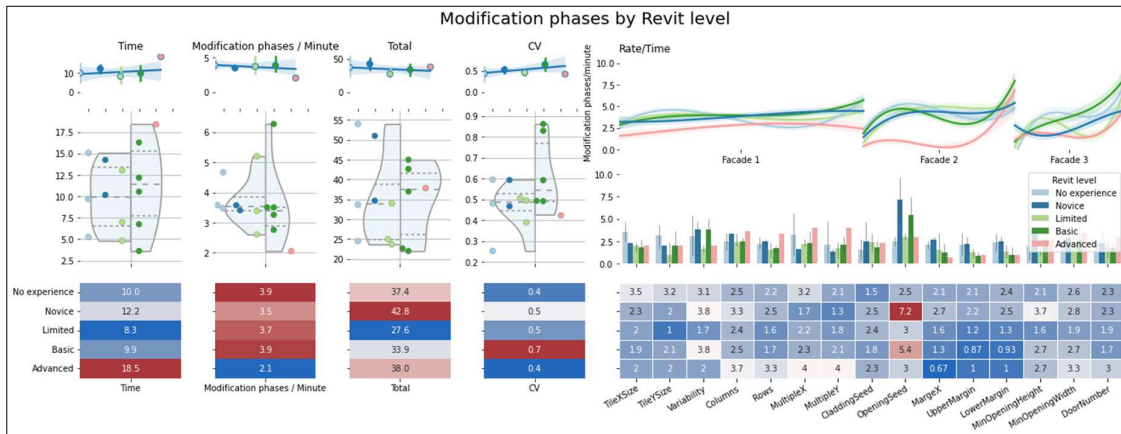 Modification phases by Revit level
Time
Modification phases / Minute
Total
CV
Rate/Time
10
0
5
0
50
0
0.5
0.0
Modification phases/minute
10.0
7.5
5.0
2.5
0.0
Facade 1
Facade 2
Facade 3
17.5
15.0
12.5
10.0
7.5
5.0
2.5
6
5
4
3
2
55
50
45
40
35
30
25
20
0.9
0.8
0.7
0.6
0.5
0.4
0.3
0.2
10.0
7.5
5.0
2.5
0.0
Revit level
No experience
Novice
Limited
Basic
Advanced
No experience 10.0 3.9 37.4 0.4 3.5 3.2 3.1 2.5 2.2 3.2 2.1 1.5 2.5 2.1 2.1 2.4 2.1 2.6 2.3
Novice 12.2 3.5 42.8 0.5 2.3 2 3.8 3.3 2.5 1.7 1.3 2.5 7.2 2.7 2.2 2.5 3.7 2.8 2.3
Limited 8.3 3.7 27.6 0.5 2 1 1.7 2.4 1.6 2.2 1.8 2.4 3 1.6 1.2 1.3 1.6 1.9 1.9
Basic 9.9 3.9 33.9 0.7 1.9 2.1 3.8 2.5 1.7 2.3 2.1 1.8 5.4 1.3 0.87 0.93 2.7 2.7 1.7
Advanced 18.5 2.1 38.0 0.4 2 2 2 3.7 3.3 4 4 2.3 3 0.67 1 1 2.7 3.3 3
Time
Modification phases / Minute
Total
CV
TileXSize
TileYSize
Variability
Columns
Rows
MultipleX
MultipleY
CladdingSeed
OpeningSeed
MargeX
UpperMargin
LowerMargin
MinOpeningHeight
MinOpeningWidth
DoorNumber